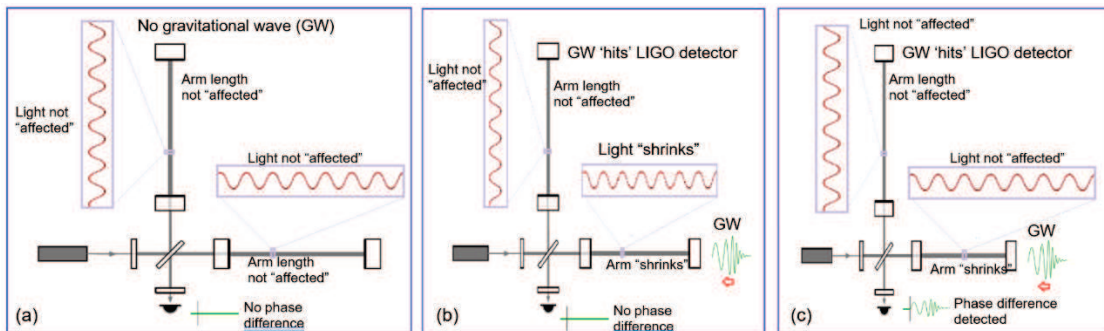 No gravitational wave (GW)
Arm length
not "affected"
Light not
"affected"
Light not "affected"
Arm length
not "affected"
(a)
No phase
difference
GW 'hits' LIGO detector
Light not
"affected"
Arm length
not "affected"
Light "shrinks"
GW
Arm "shrinks"
(b)
No phase
difference
Light not "affected"
GW 'hits' LIGO detector
Arm length
not "affected"
Light not "affected"
GW
Arm "shrinks"
(c)
Phase difference
detected